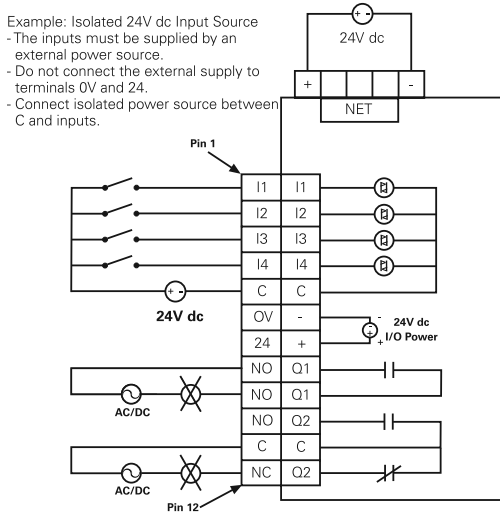 Example: Isolated 24V dc Input Source
- The inputs must be supplied by an
external power source.
- Do not connect the external supply to
terminals 0V and 24.
- Connect isolated power source between
C and inputs.
+ -
24V dc
+ -
NET
Pin 1
I1 I1
I2 I2
I3 I3
I4 I4
C C
+ -
24V dc
OV -
24 +
-
- +
+
24V dc
I/O Power
NO Q1
NO Q1
AC/DC
NO Q2
C C
NC Q2
AC/DC
Pin 12